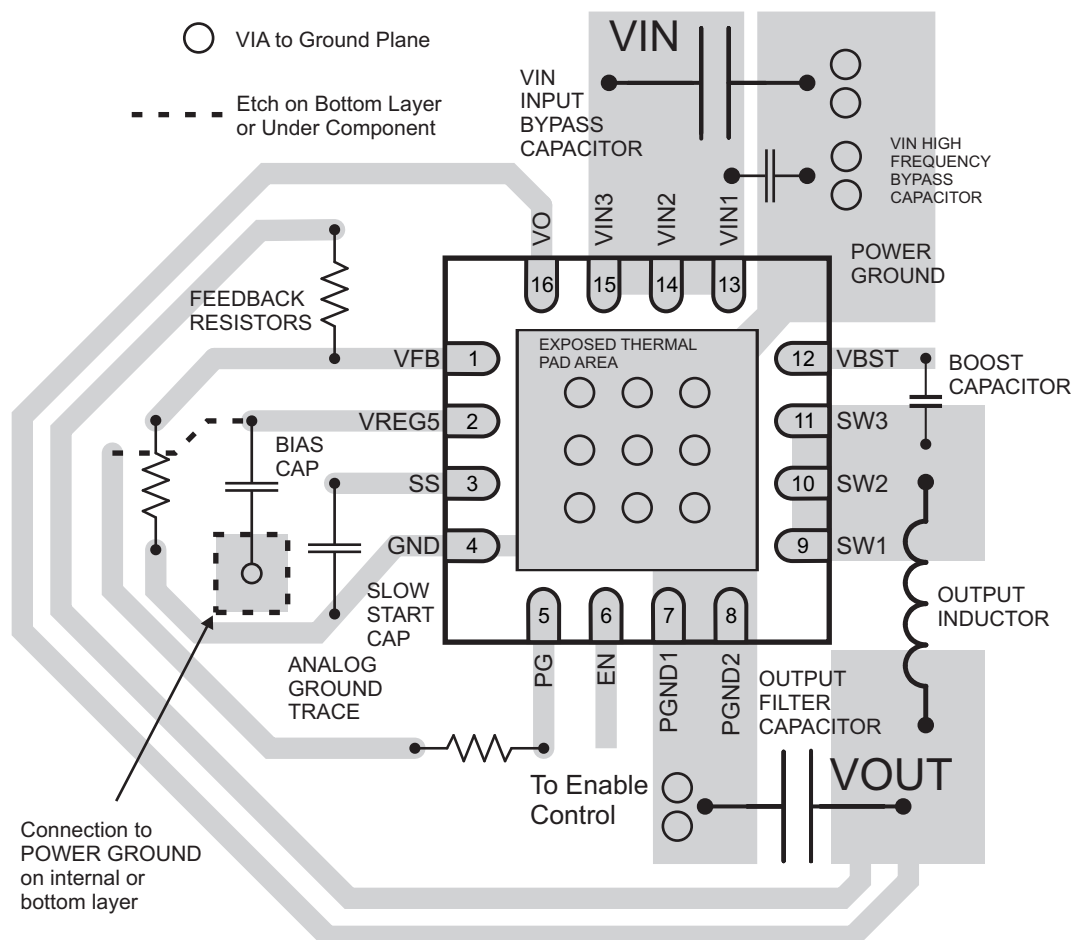 VIA to Ground Plane
Etch on Bottom Layer
or Under Component
VIN
VIN
INPUT
BYPASS
CAPACITOR
VIN HIGH
FREQUENCY
BYPASS
CAPACITOR
POWER
GROUND
VO
VIN3
VIN2
VIN1
16
15
14
13
FEEDBACK
RESISTORS
EXPOSED THERMAL
PAD AREA
VFB
1
VREG5
2
SS
3
GND
4
12
VBST
11
SW3
10
SW2
9
SW1
BOOST
CAPACITOR
BIAS
CAP
SLOW
START
CAP
ANALOG
GROUND
TRACE
OUTPUT
INDUCTOR
5
6
7
8
PG
EN
PGND1
PGND2
OUTPUT
FILTER
CAPACITOR
VOUT
To Enable
Control
Connection to
POWER GROUND
on internal or
bottom layer